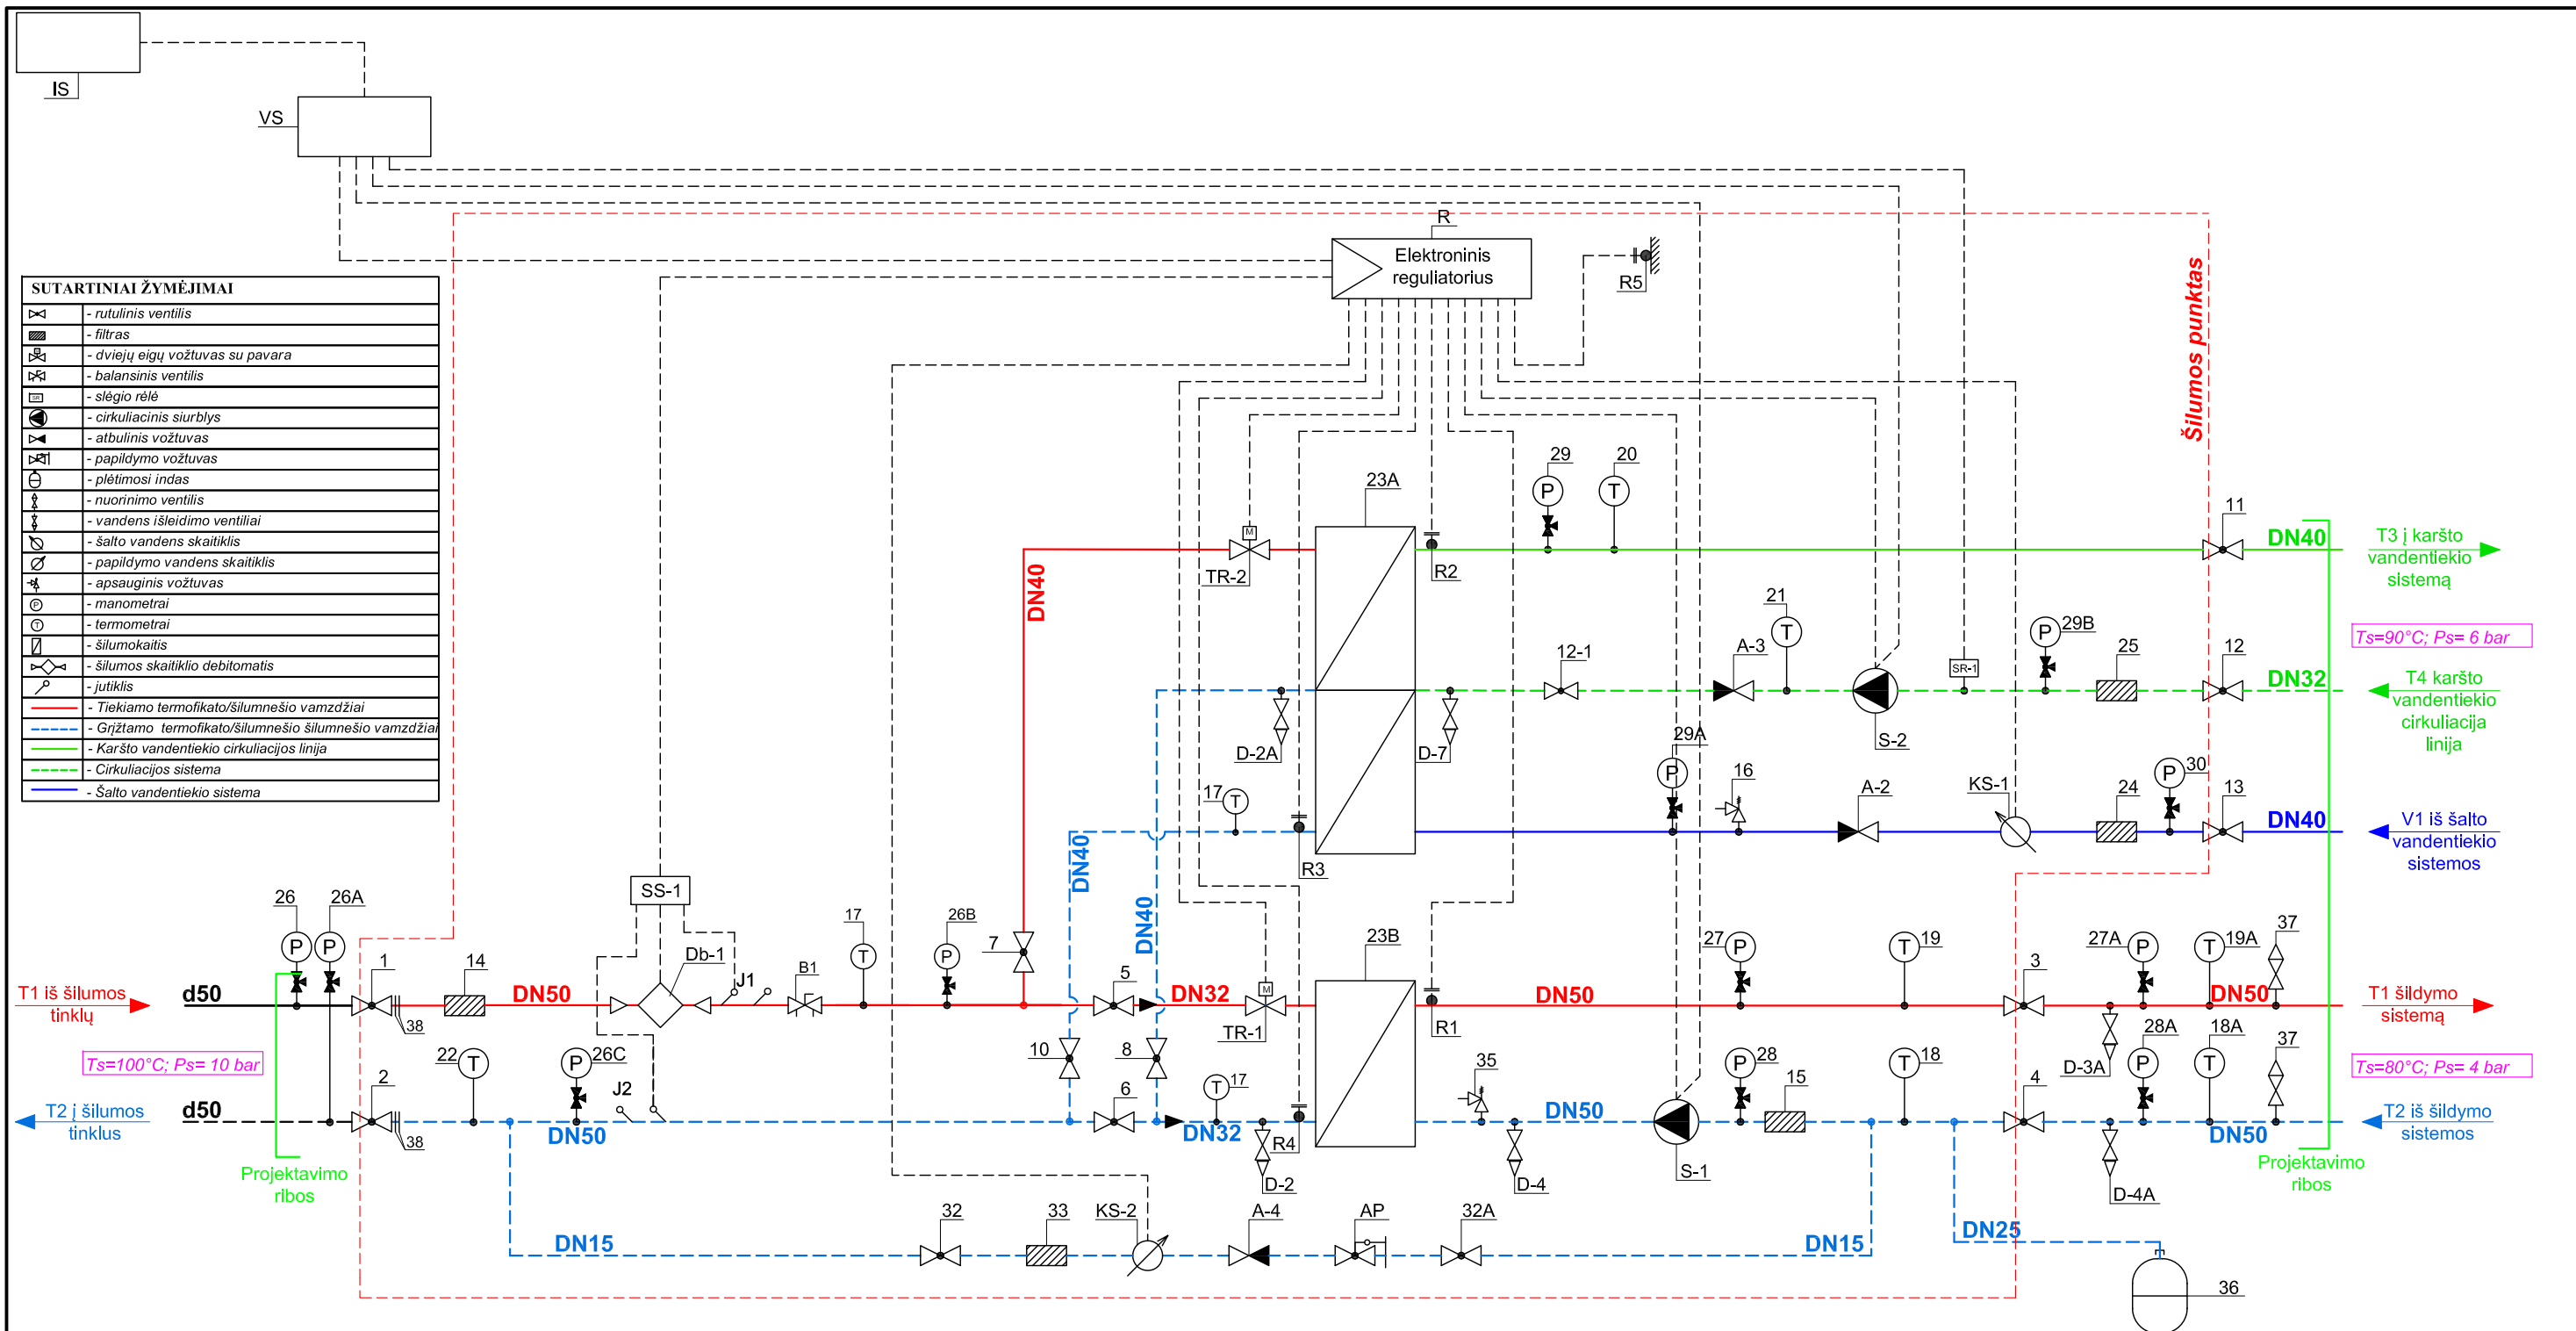 IS
VS
R
Elektroninis
reguliatorius
R5
Šilumos punktas
SUTARTINIAI ŽYMĖJIMAI
- rutulinis ventilis
- filtras
- dviejų eigų vožtuvas su pavara
- balansinis ventilis
SR - slėgio rėlė
- cirkuliacinis siurblys
- atbulinis vožtuvas
- papildymo vožtuvas
- plėtimosi indas
- nuorinimo ventilis
- vandens išleidimo ventiliai
- šalto vandens skaitiklis
- papildymo vandens skaitiklis
- apsauginis vožtuvas
P - manometrai
T - termometrai
- šilumokaitis
- šilumos skaitiklio debitomatis
- jutiklis
- Tiekiamo termofikato/šilumnešio vamzdžiai
- Grįžtamo termofikato/šilumnešio šilumnešio vamzdžiai
- Karšto vandentiekio cirkuliacijos linija
- Cirkuliacijos sistema
- Šalto vandentiekio sistema
23A
29
20
11
M
P
T
DN40
T3 į karšto
vandentiekio
sistemą
TR-2
R2
DN40
21
12-1
A-3
T
P
29B
25
12
Ts=90°C; Ps= 6 bar
SR-1
DN32
T4 karšto
vandentiekio
cirkuliacija
linija
D-2A
D-7
29A
S-2
17
T
P
16
A-2
KS-1
P
30
24
13
DN40
V1 iš šalto
vandentiekio
sistemos
R3
DN40
DN40
26
26A
SS-1
17
26B
7
23B
27
19
27A
19A
37
P
P
1
14
Db-1
J1
B1
T
P
5
M
P
T
3
P
T
T1 iš šilumos
tinklų
d50
DN50
DN32
DN50
DN50
T1 šildymo
sistemą
38
TR-1
R1
22
T
P
26C
10
8
35
P
28
T
18
D-3A
28A
P
18A
T
37
Ts=100°C; Ps= 10 bar
Ts=80°C; Ps= 4 bar
2
J2
6
T
17
15
4
T2 į šilumos
tinklus
d50
38
DN50
DN32
R4
DN50
DN50
T2 iš šildymo
sistemos
Projektavimo
ribos
D-2
D-4
S-1
D-4A
Projektavimo
ribos
32
33
KS-2
A-4
AP
32A
DN15
DN15
DN25
36